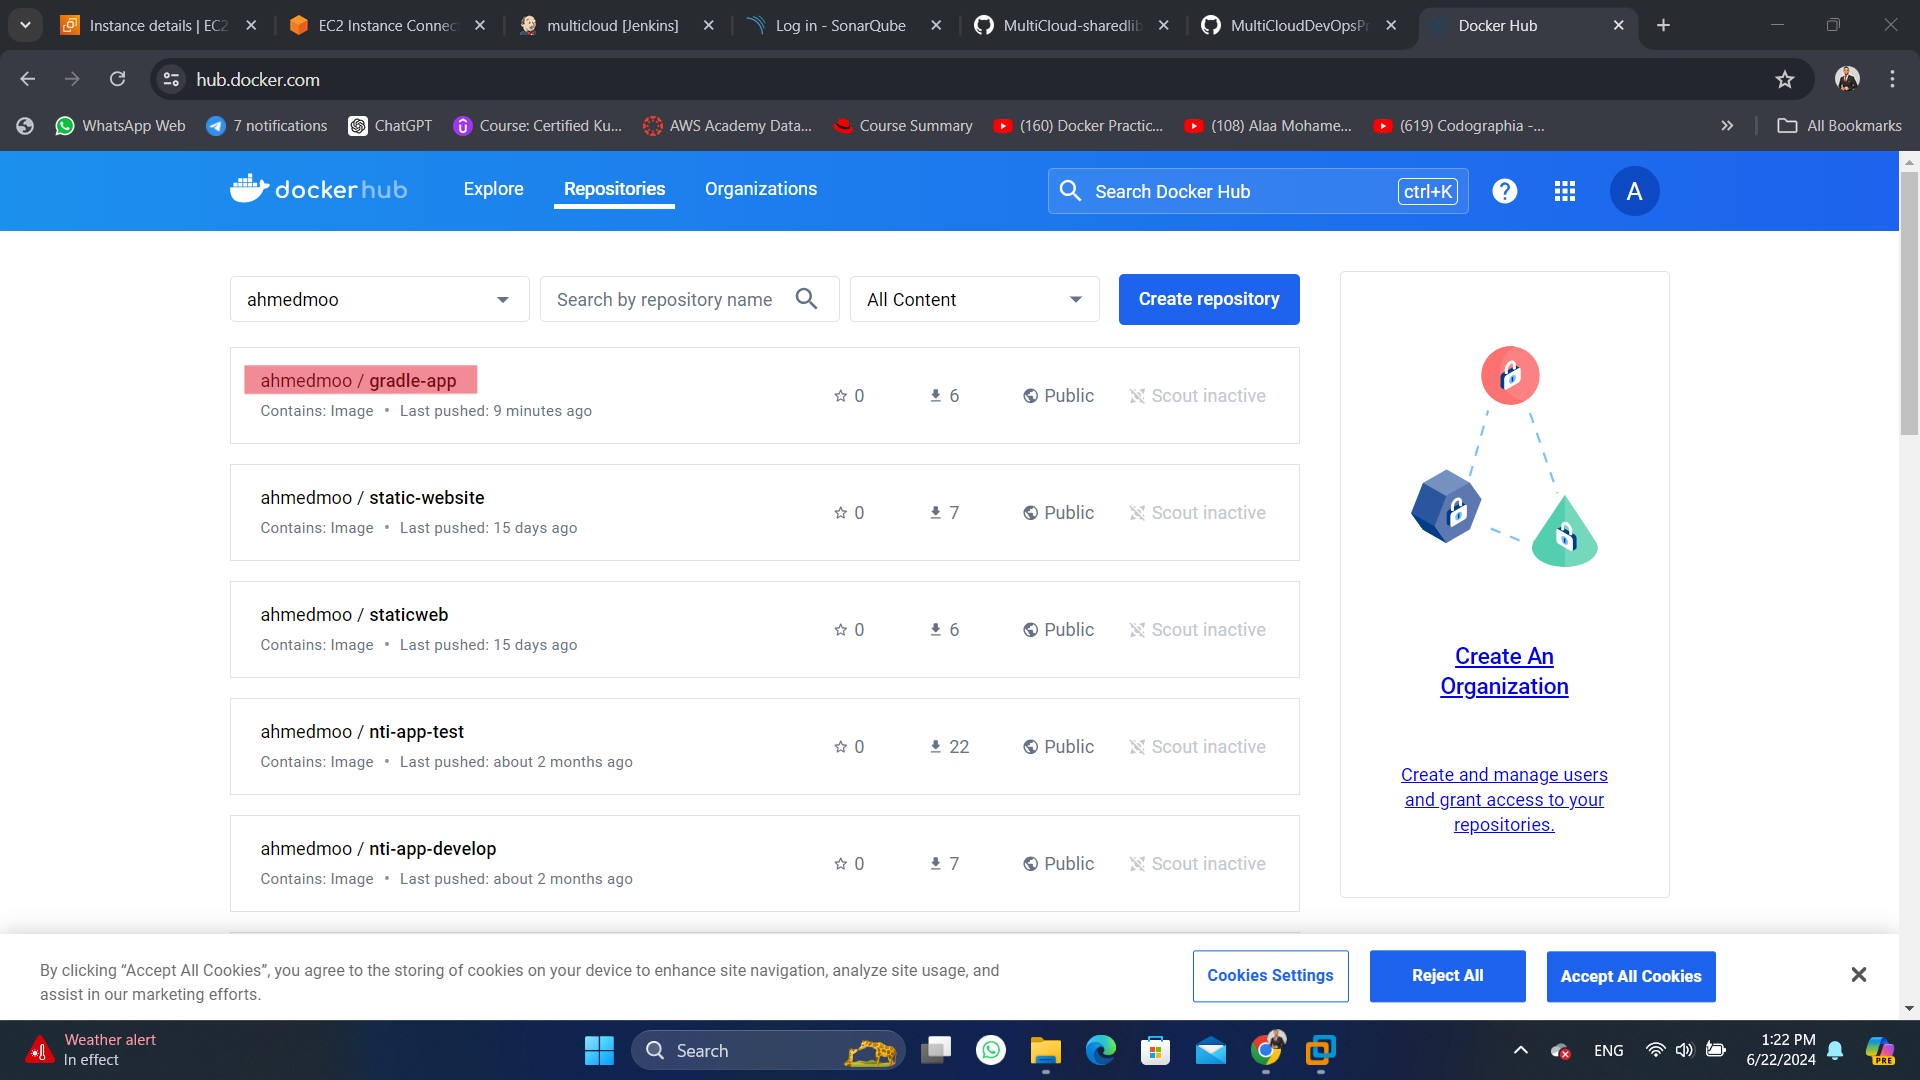 Instance details | EC2
EC2 Instance Connect
multicloud [Jenkins]
Log in - SonarQube
MultiCloud-sharedlib
MultiCloudDevOpsPr
Docker Hub
hub.docker.com
WhatsApp Web
7 notifications
ChatGPT
Course: Certified Ku...
AWS Academy Data...
Course Summary
(160) Docker Practic...
(108) Alaa Mohame...
(619) Codographia -...
All Bookmarks
dockerhub
Explore
Repositories
Organizations
Search Docker Hub
ctrl+K
?
A
ahmedmoo
Search by repository name
All Content
Create repository
ahmedmoo / gradle-app
Contains: Image • Last pushed: 9 minutes ago
0
6
Public
Scout inactive
ahmedmoo / static-website
Contains: Image • Last pushed: 15 days ago
0
7
Public
Scout inactive
ahmedmoo / staticweb
Contains: Image • Last pushed: 15 days ago
0
6
Public
Scout inactive
ahmedmoo / nti-app-test
Contains: Image • Last pushed: about 2 months ago
0
22
Public
Scout inactive
ahmedmoo / nti-app-develop
Contains: Image • Last pushed: about 2 months ago
0
7
Public
Scout inactive
Create An
Organization
Create and manage users
and grant access to your
repositories.
By clicking “Accept All Cookies”, you agree to the storing of cookies on your device to enhance site navigation, analyze site usage, and
assist in our marketing efforts.
Cookies Settings
Reject All
Accept All Cookies
Weather alert
In effect
Search
ENG
1:22 PM
6/22/2024
PRE